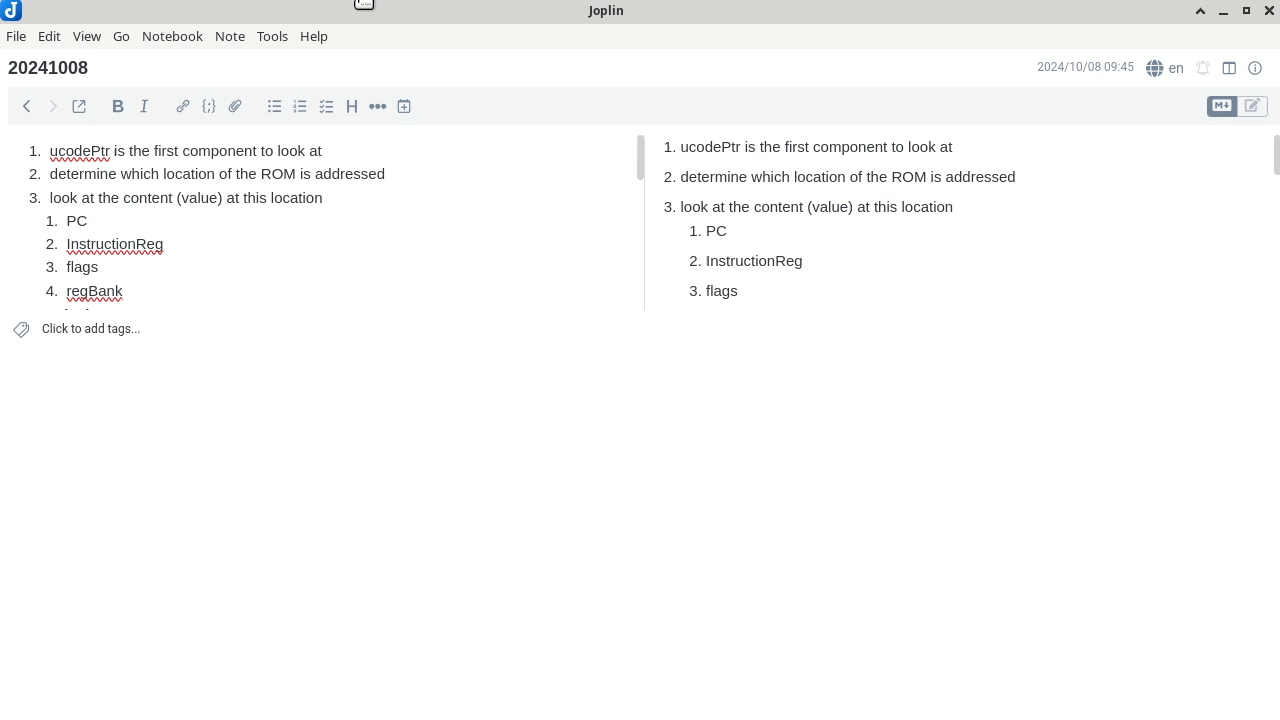 Joplin
File Edit View Go Notebook Note Tools Help
20241008
2024/10/08 09:45 en
1. ucodePtr is the first component to look at
2. determine which location of the ROM is addressed
3. look at the content (value) at this location
1. PC
2. InstructionReg
3. flags
4. regBank
1. ucodePtr is the first component to look at
2. determine which location of the ROM is addressed
3. look at the content (value) at this location
1. PC
2. InstructionReg
3. flags
Click to add tags...